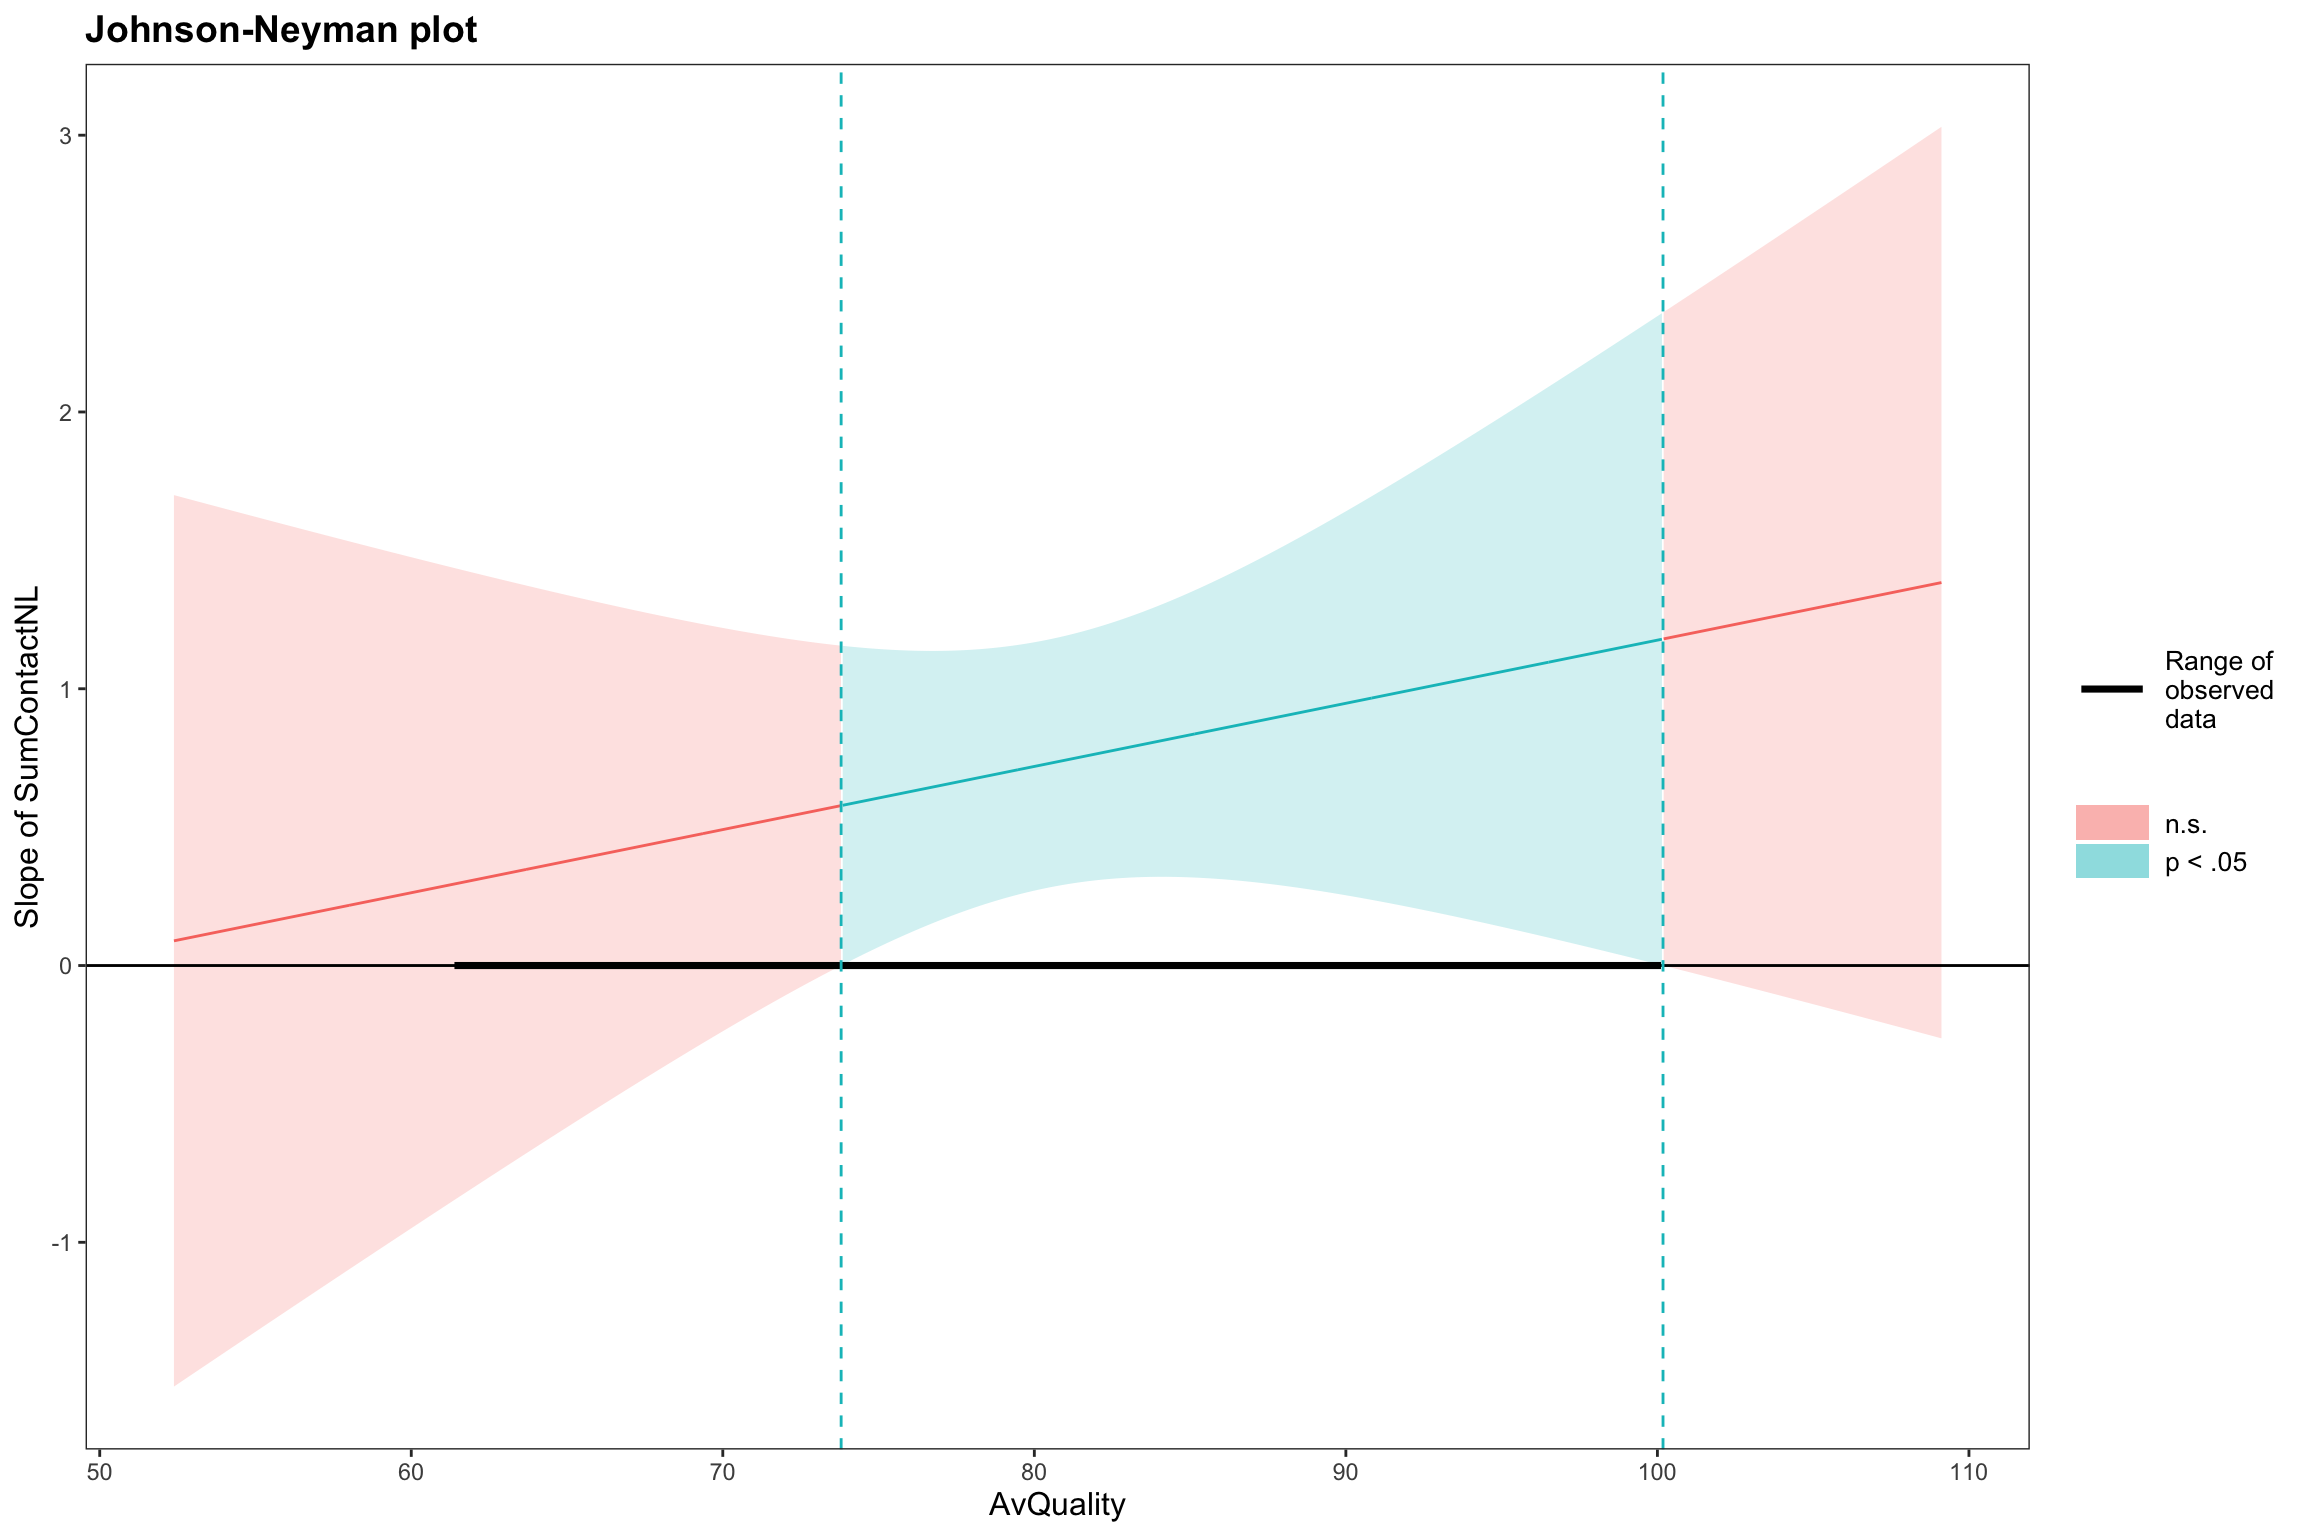 Johnson-Neyman plot
3
2
1
0
-1
Slope of SumContactNL
50 60 70 80 90 100 110
AvQuality
Range of
observed
data
n.s.
p < .05